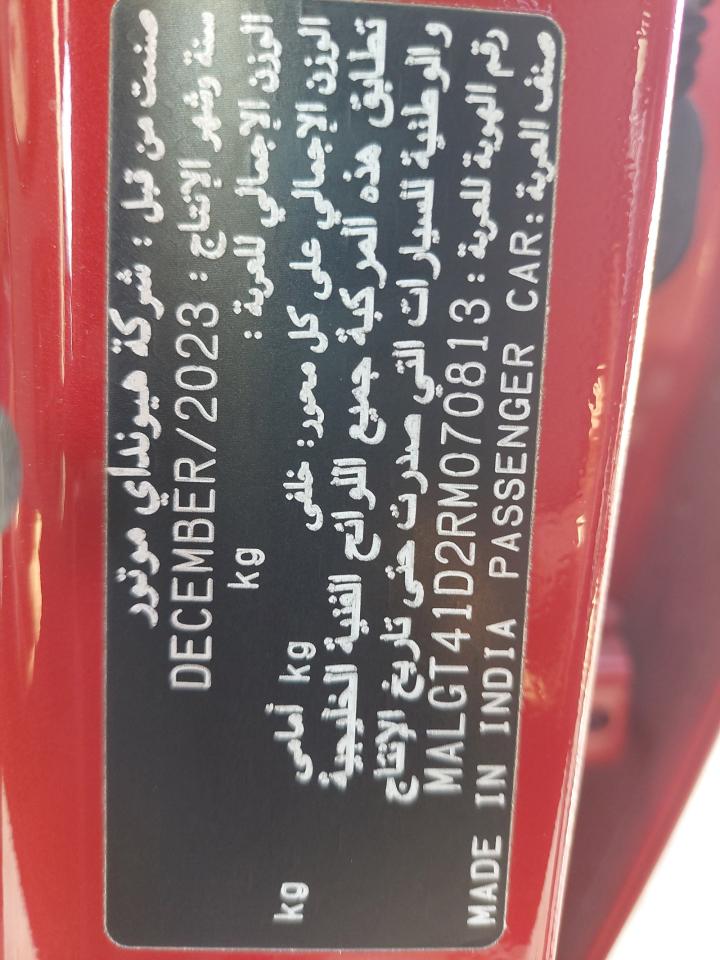 صنعت من قبل : شركة هيونداي موتور
سنة وشهر الإنتاج : DECEMBER/2023
الوزن الإجمالي للعربة : kg
الوزن الإجمالي على كل محور: خلفى kg أمامى kg
تطابق هذه المركبة جميع اللوائح الفنية الخليجية
والوطنية للسيارات التي صدرت حتى تاريخ الإنتاج
رقم الهوية للعربة : MALGT41D2RM070813
صنف العربة : MADE IN INDIA PASSENGER CAR